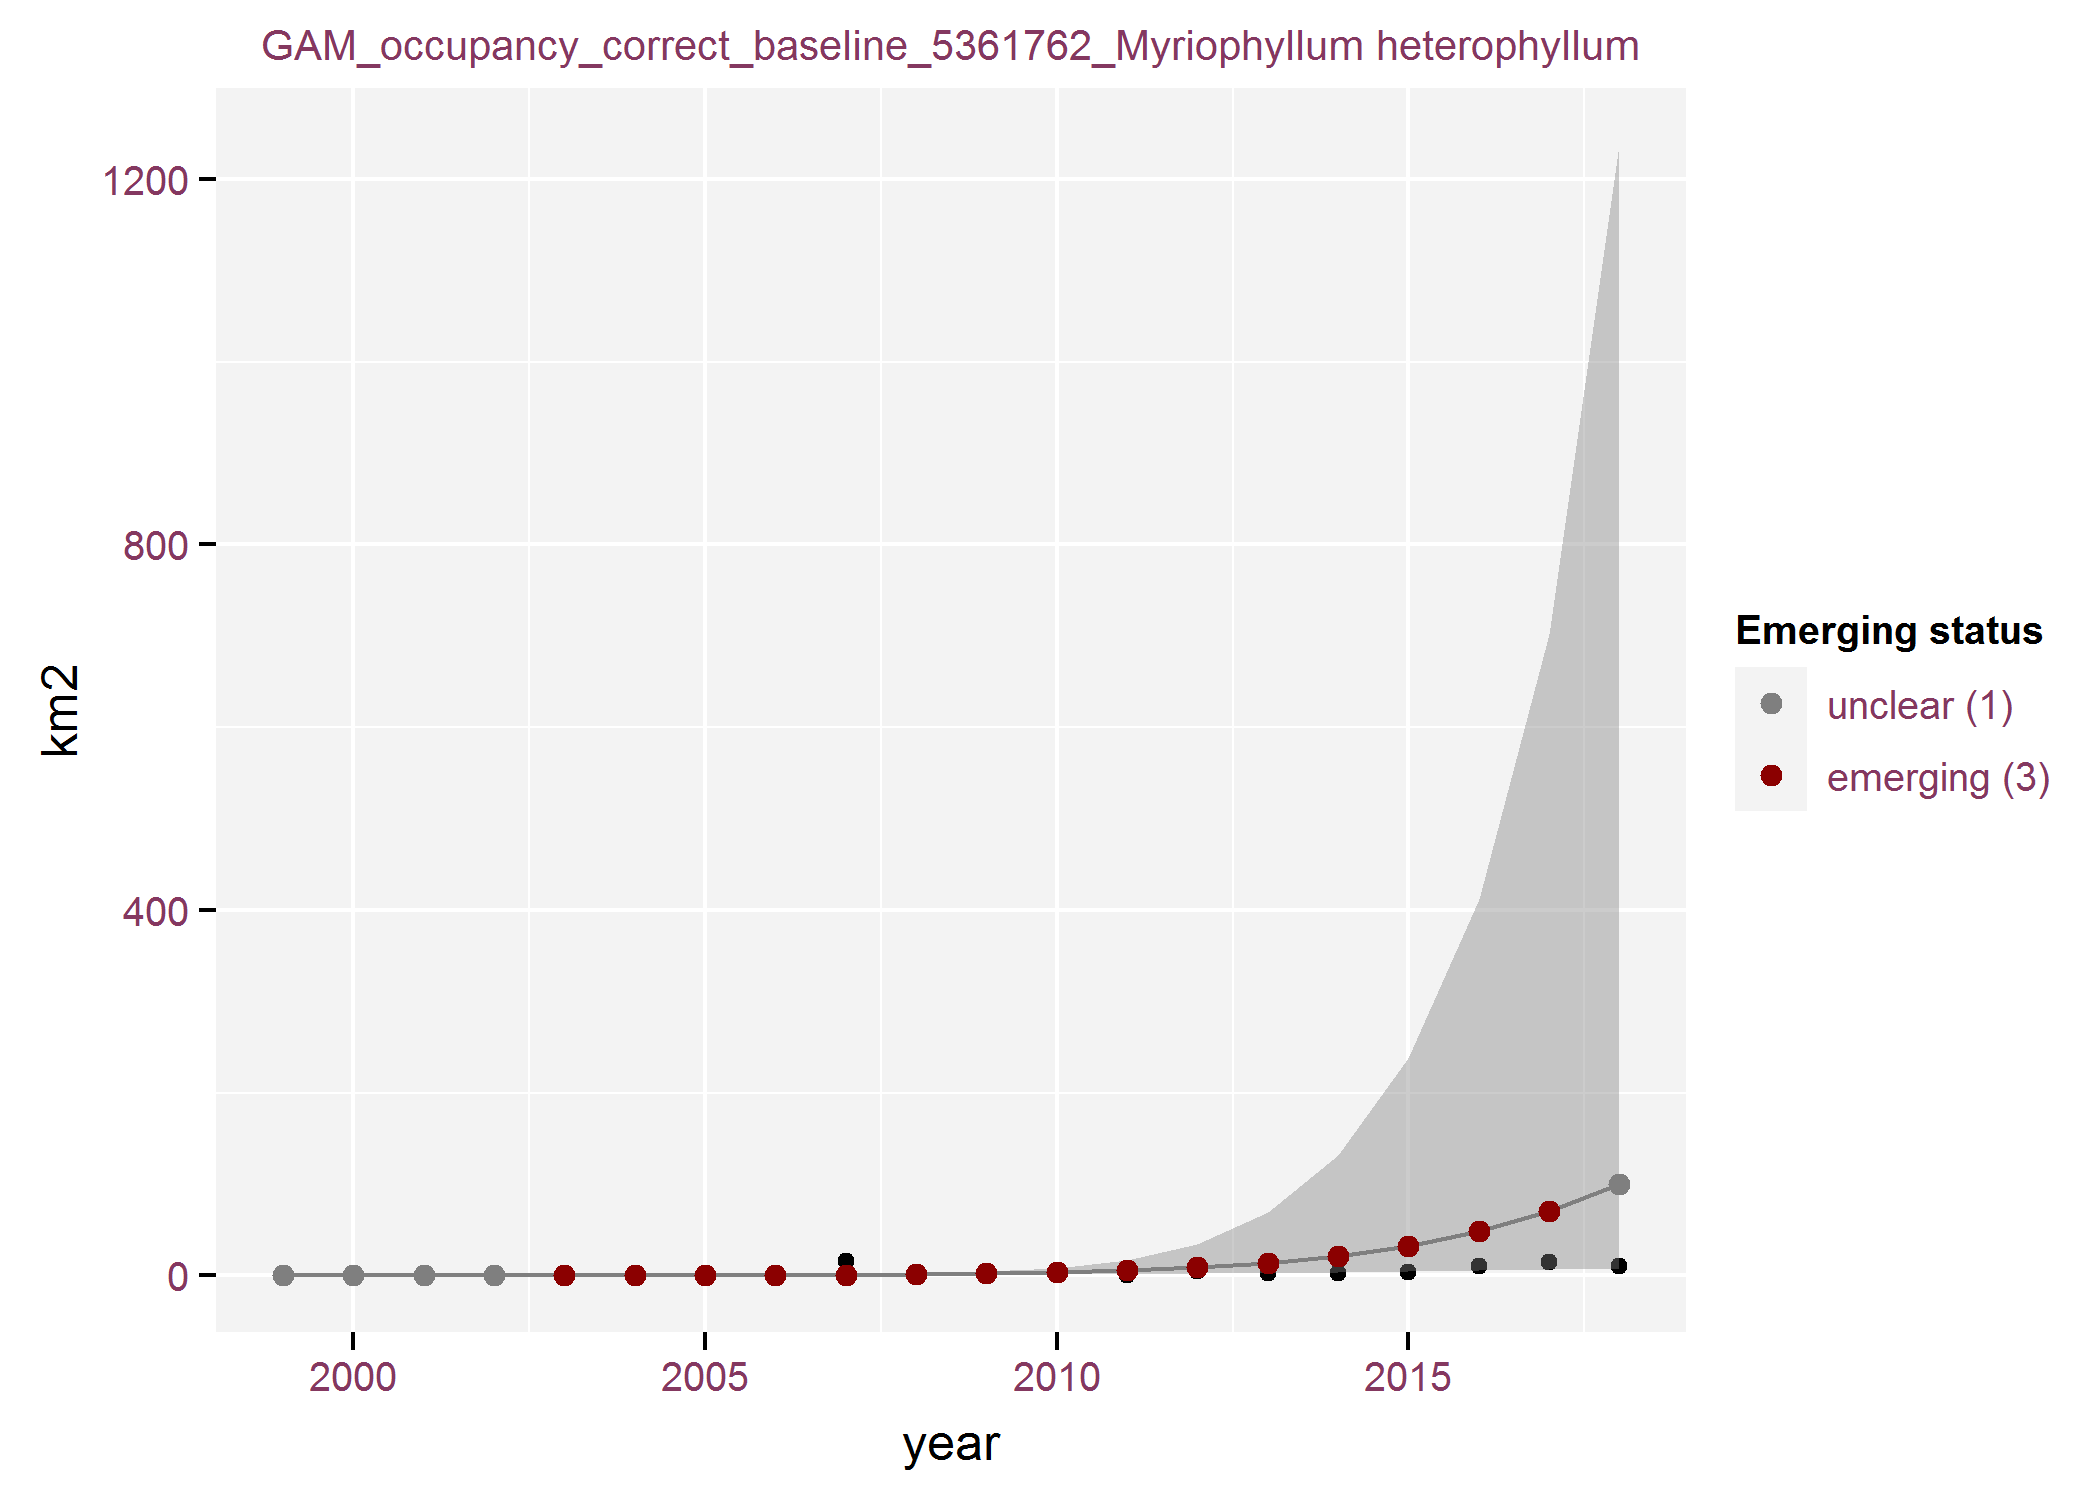 GAM_occupancy_correct_baseline_5361762_Myriophyllum heterophyllum
1200
800
400
0
km2
2000 2005 2010 2015
year
Emerging status
unclear (1)
emerging (3)